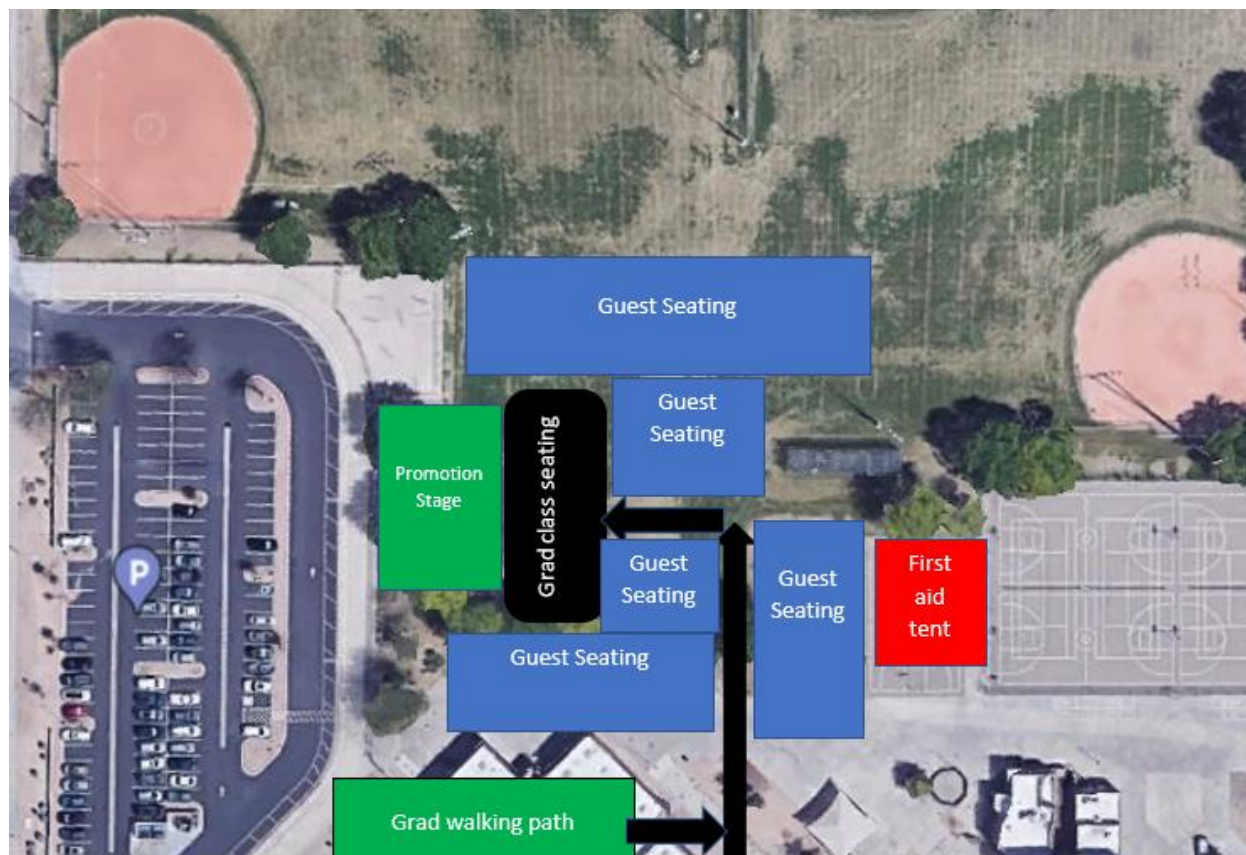 Guest Seating
Guest
Seating
Promotion
Stage
Grad class seating
P
Guest
Seating
Guest
Seating
First
aid
tent
Guest Seating
Grad walking path